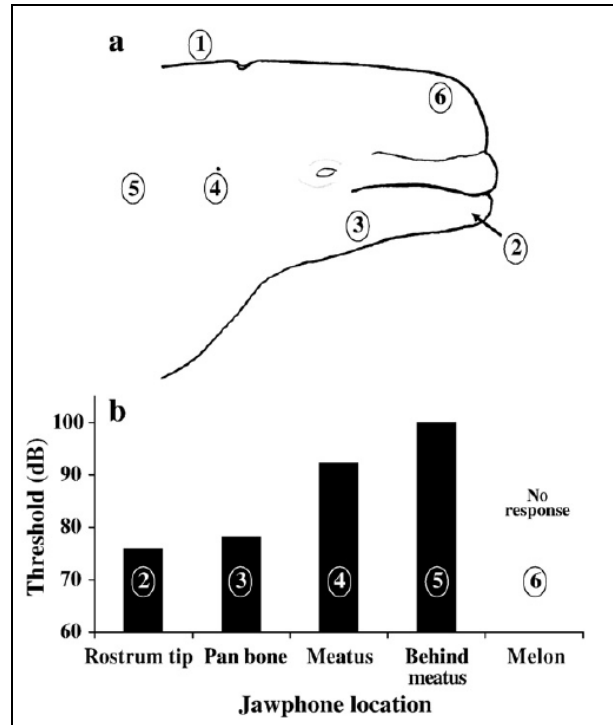 a
①
⑥
⑤
④
③
②
b
100
90
80
70
60
Threshold (dB)
No
response
② ③ ④ ⑤ ⑥
Rostrum tip Pan bone Meatus Behind meatus Melon
Jawphone location